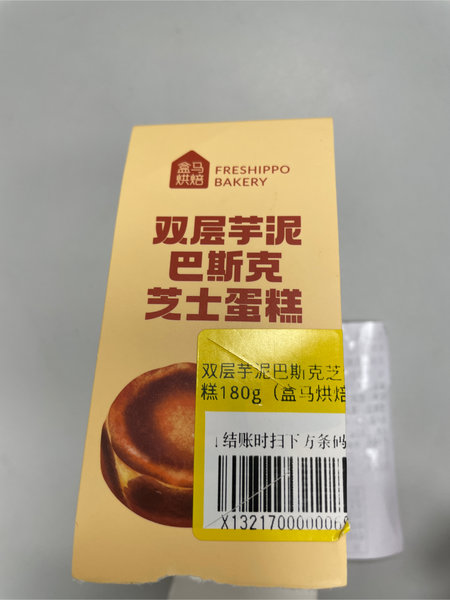 盒马
烘焙
FRESHIPPO
BAKERY
双层芋泥
巴斯克
芝士蛋糕
双层芋泥巴斯克芝
糕180g（盒马烘焙
结账时扫下方条码
X132170000006